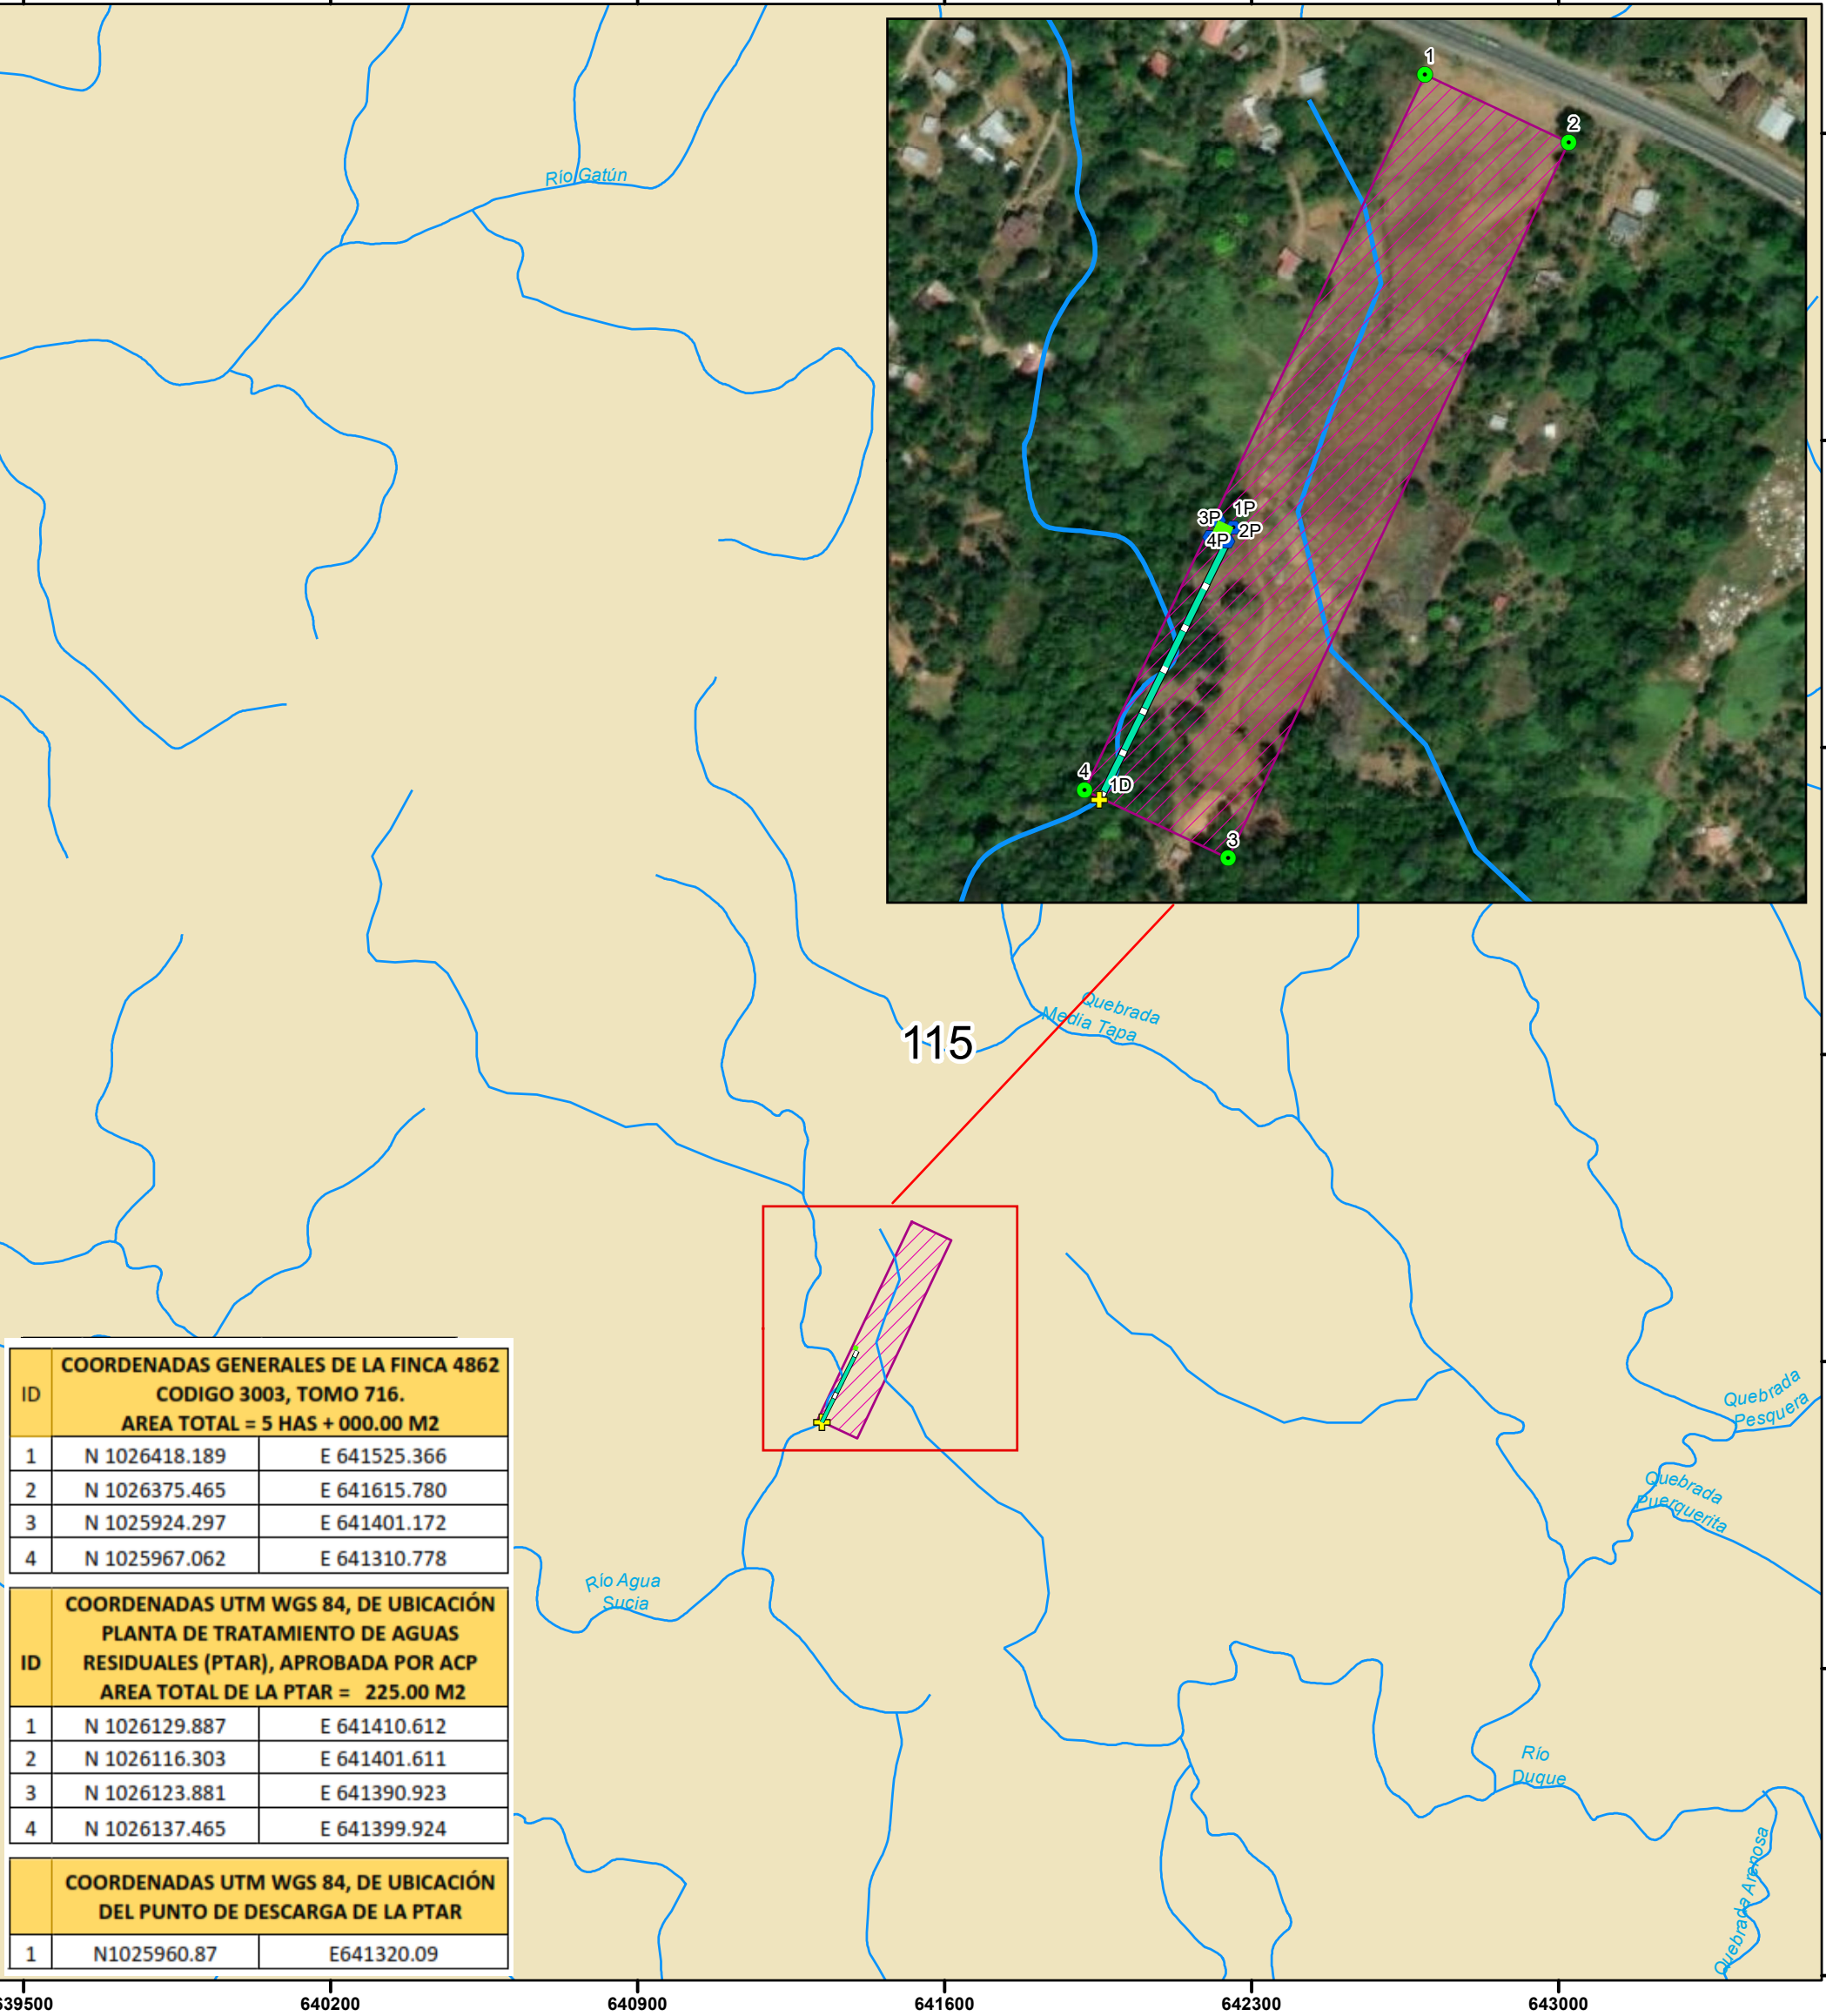 Río Gatún
1
2
3P
1P
2P
4P
4
1D
3
Quebrada
Media Tapa
115
Quebrada
Pesquera
Quebrada
Puerquerita
Río Agua
Sucia
Río
Duque
Quebrada Arenosa
ID
COORDENADAS GENERALES DE LA FINCA 4862
CODIGO 3003, TOMO 716.
AREA TOTAL = 5 HAS + 000.00 M2
1 N 1026418.189 E 641525.366
2 N 1026375.465 E 641615.780
3 N 1025924.297 E 641401.172
4 N 1025967.062 E 641310.778
ID
COORDENADAS UTM WGS 84, DE UBICACIÓN
PLANTA DE TRATAMIENTO DE AGUAS
RESIDUALES (PTAR), APROBADA POR ACP
AREA TOTAL DE LA PTAR = 225.00 M2
1 N 1026129.887 E 641410.612
2 N 1026116.303 E 641401.611
3 N 1026123.881 E 641390.923
4 N 1026137.465 E 641399.924
COORDENADAS UTM WGS 84, DE UBICACIÓN
DEL PUNTO DE DESCARGA DE LA PTAR
1 N1025960.87 E641320.09
639500 640200 640900 641600 642300 643000